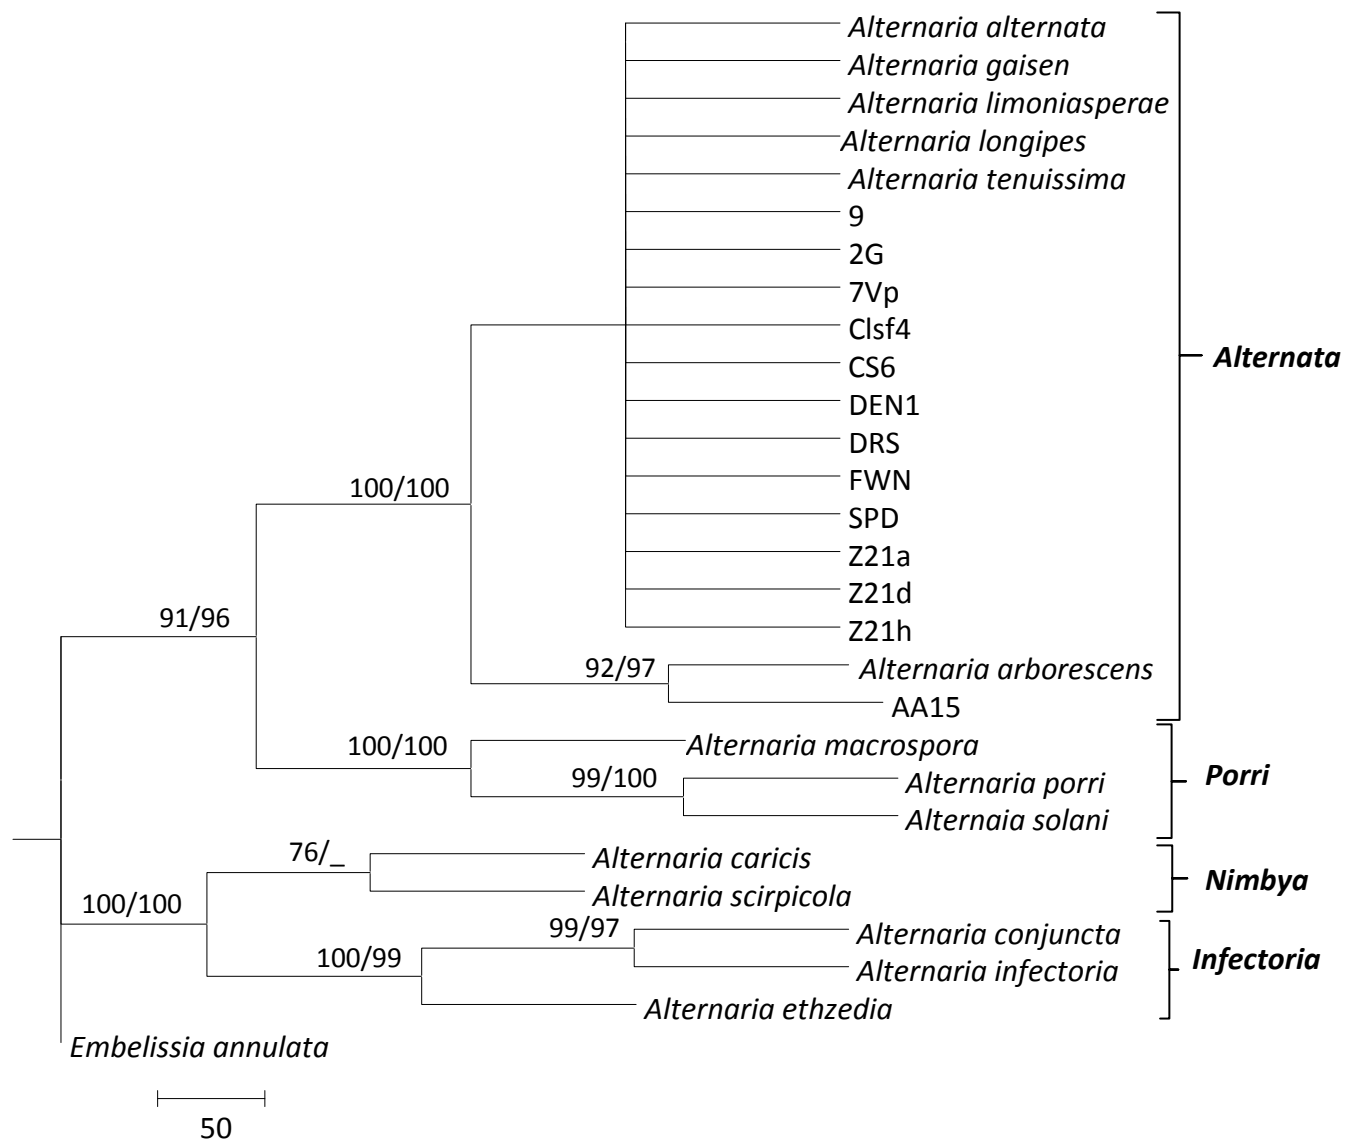 Alternaria alternata
Alternaria gaisen
Alternaria limoniasperae
Alternaria longipes
Alternaria tenuissima
9
2G
7Vp
Clsf4
Alternata
CS6
DEN1
DRS
FWN
100/100
SPD
Z21a
Z21d
91/96
Z21h
92/97
Alternaria arborescens
AA15
100/100
Alternaria macrospora
99/100
Alternaria porri
Porri
Alternaia solani
76/_
Alternaria caricis
Nimbya
Alternaria scirpicola
100/100
99/97
Alternaria conjuncta
100/99
Infectoria
Alternaria infectoria
Alternaria ethzedia
Embelissia annulata
50